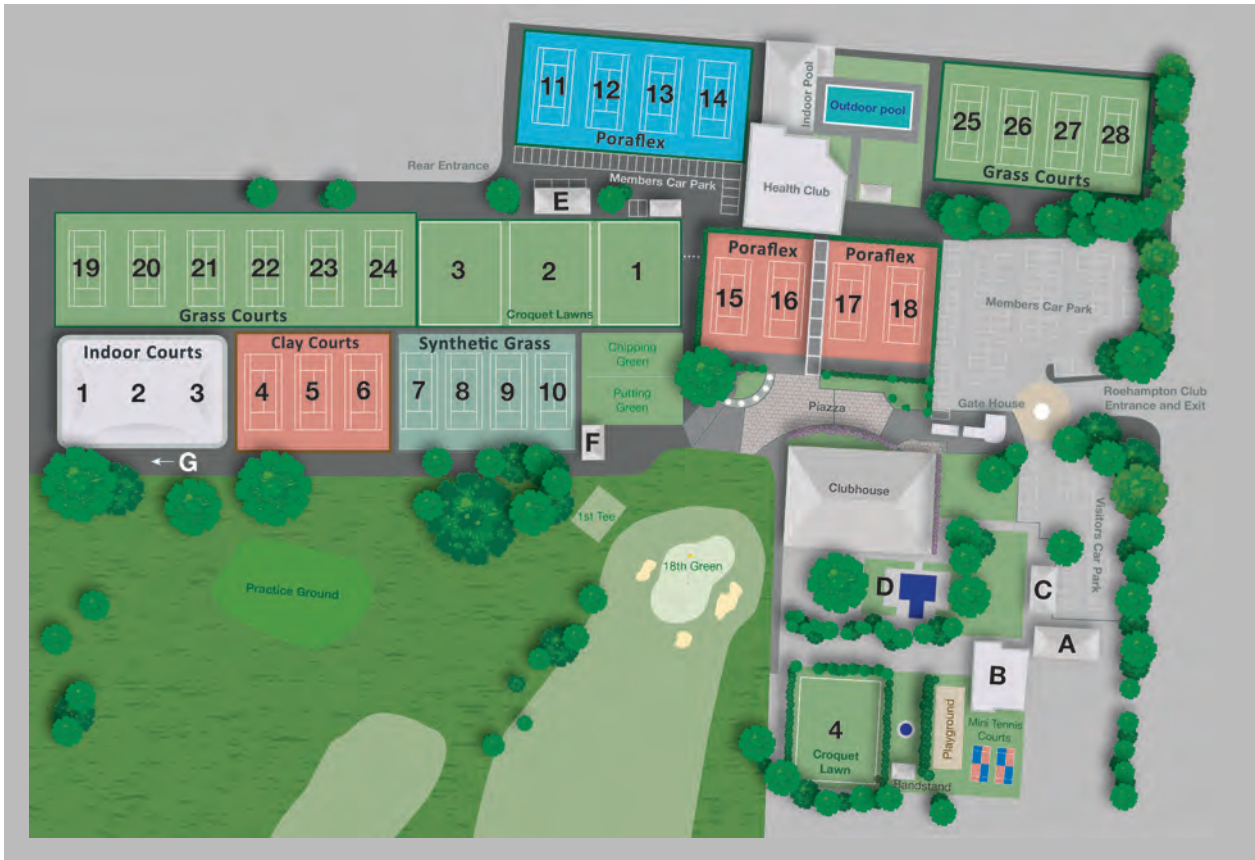 11
12
13
14
Poraflex
Indoor Pool
Outdoor pool
25
26
27
28
Grass Courts
Rear Entrance
Members Car Park
Health Club
E
19
20
21
22
23
24
Grass Courts
3
2
1
Croquet Lawns
Poraflex
Poraflex
15
16
17
18
Members Car Park
Indoor Courts
1
2
3
Clay Courts
4
5
6
Synthetic Grass
7
8
9
10
Chipping
Green
Putting
Green
Piazza
Gate House
Roehampton Club
Entrance and Exit
F
← G
Clubhouse
Visitors Car Park
1st Tee
18th Green
Practice Ground
D
C
A
B
4
Croquet
Lawn
Playground
Mini Tennis
Courts
Bandstand